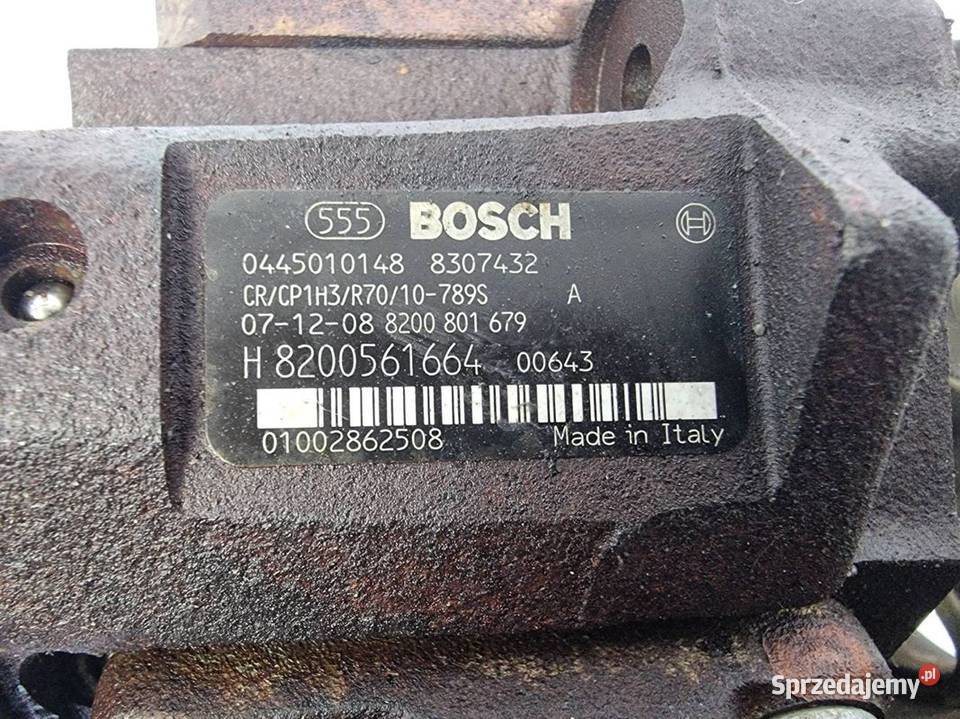 555 BOSCH
0445010148 8307432
CR/CP1H3/R70/10-789S A
07-12-08 8200 801 679
H 8200561664 00643
01002862508 Made in Italy
Sprzedajemy.pl